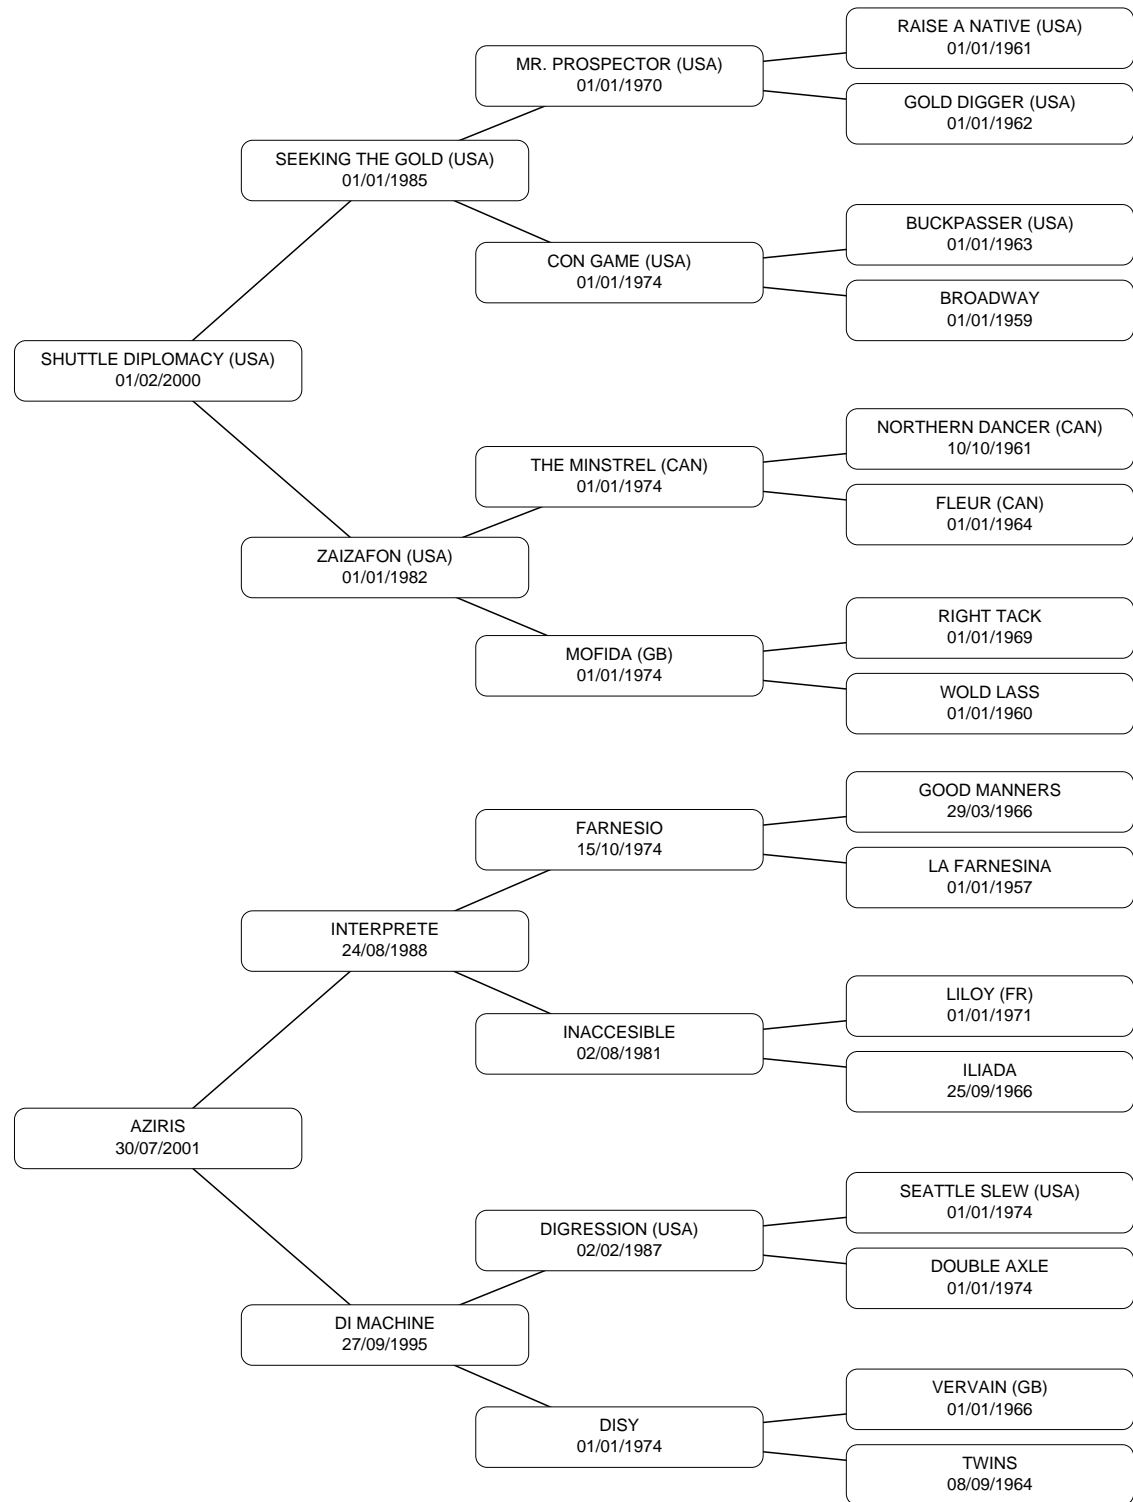 RAISE A NATIVE (USA)
01/01/1961
MR. PROSPECTOR (USA)
01/01/1970
GOLD DIGGER (USA)
01/01/1962
SEEKING THE GOLD (USA)
01/01/1985
BUCKPASSER (USA)
01/01/1963
CON GAME (USA)
01/01/1974
BROADWAY
01/01/1959
SHUTTLE DIPLOMACY (USA)
01/02/2000
NORTHERN DANCER (CAN)
10/10/1961
THE MINSTREL (CAN)
01/01/1974
FLEUR (CAN)
01/01/1964
ZAIZAFON (USA)
01/01/1982
RIGHT TACK
01/01/1969
MOFIDA (GB)
01/01/1974
WOLD LASS
01/01/1960
GOOD MANNERS
29/03/1966
FARNESIO
15/10/1974
LA FARNESINA
01/01/1957
INTERPRETE
24/08/1988
LILOY (FR)
01/01/1971
INACCESIBLE
02/08/1981
ILIADA
25/09/1966
AZIRIS
30/07/2001
SEATTLE SLEW (USA)
01/01/1974
DIGRESSION (USA)
02/02/1987
DOUBLE AXLE
01/01/1974
DI MACHINE
27/09/1995
VERVAIN (GB)
01/01/1966
DISY
01/01/1974
TWINS
08/09/1964